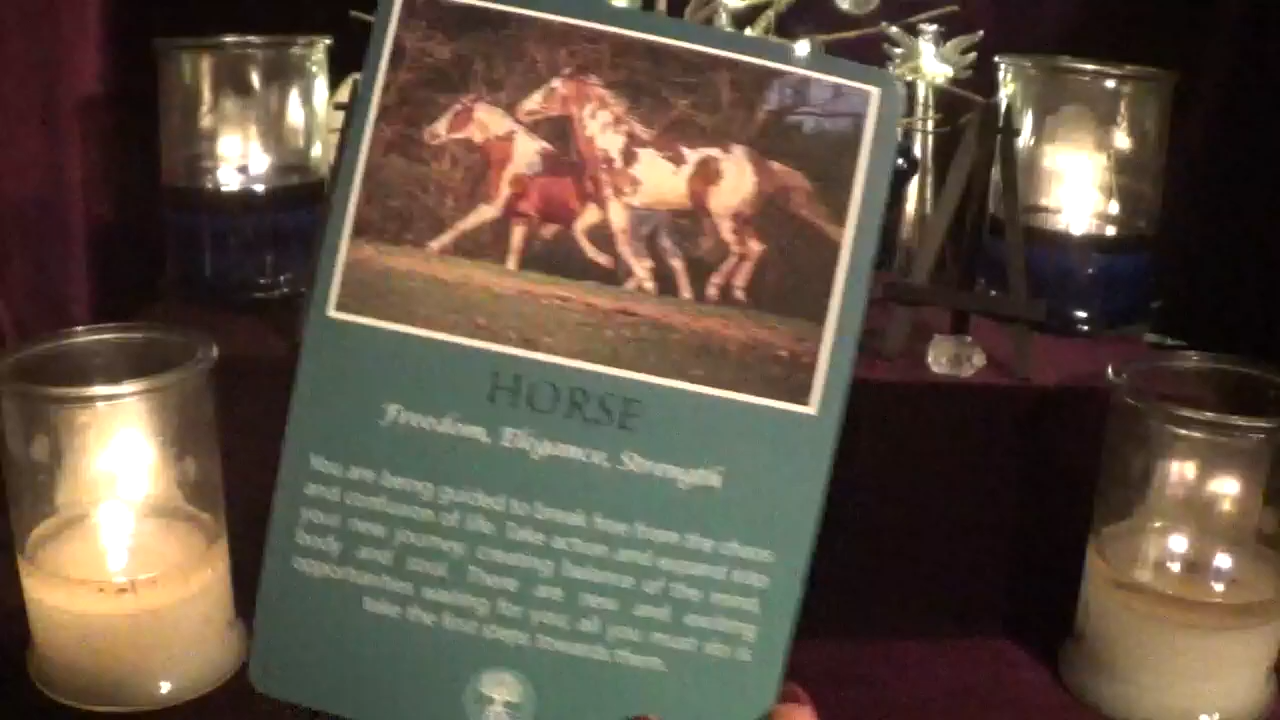 HORSE
Freedom, Elegance, Strength
You are being guided to break free from the chaos
and confusion of life. Take action and expand into
your new journey, creating balance of the mind,
body and soul. There are new and exciting
opportunities waiting for you, all you must do is
take the first steps towards them.